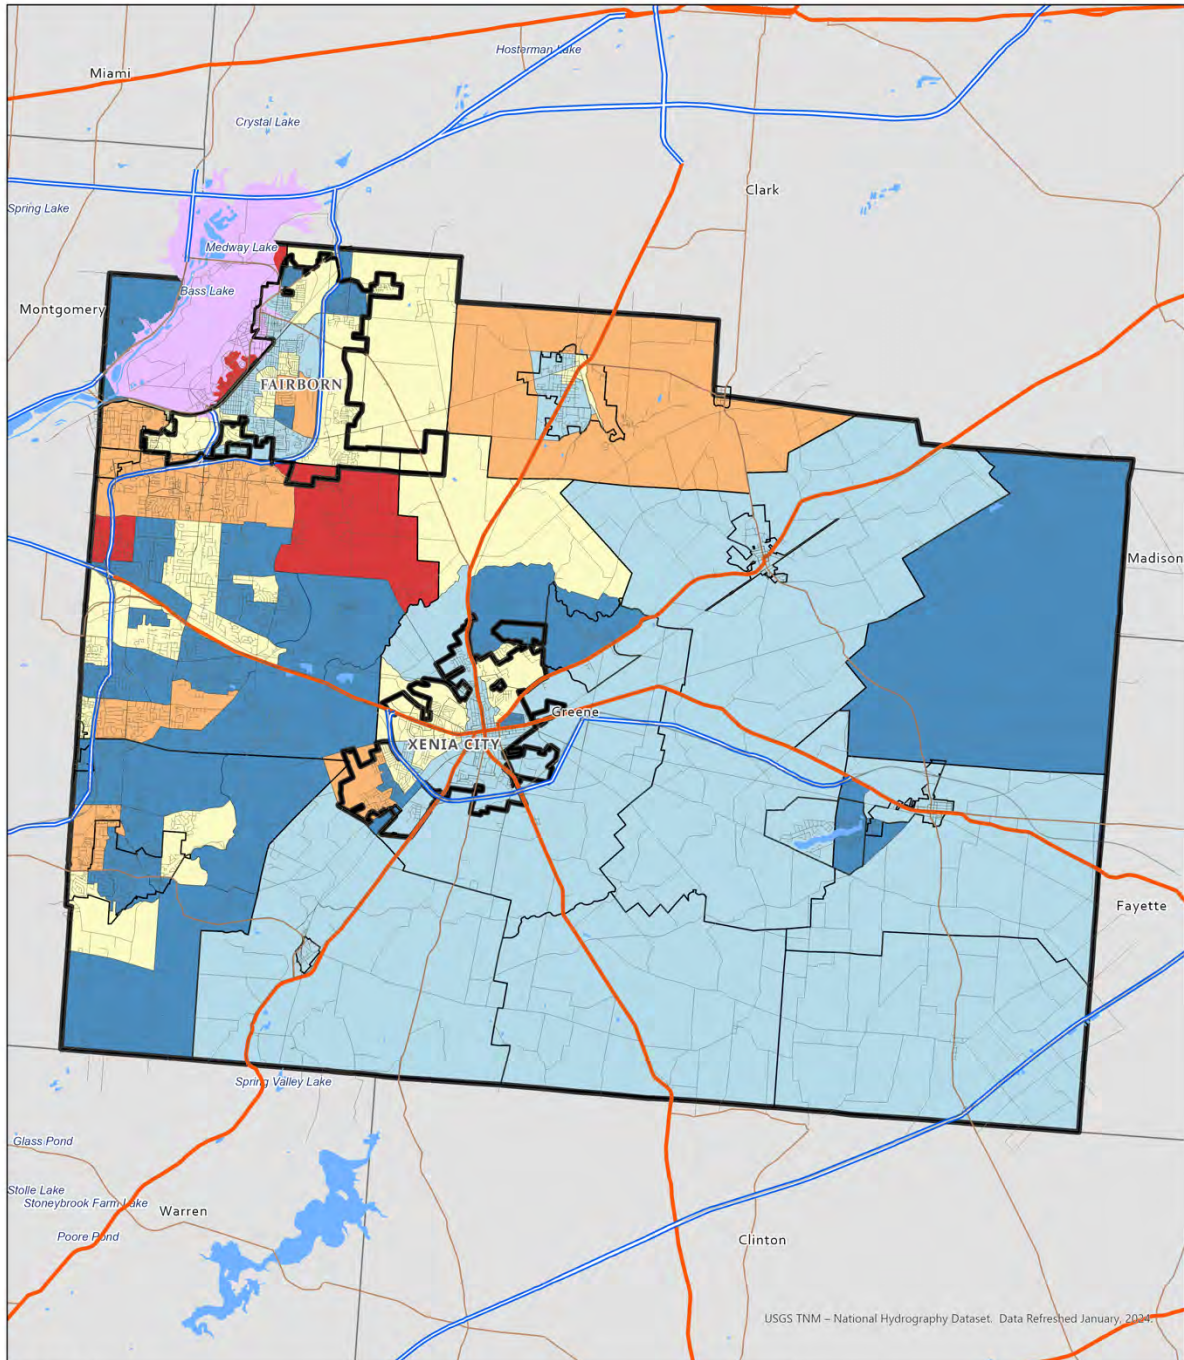 Hosterman Lake
Miami
Crystal Lake
Clark
Spring Lake
Medway Lake
Bass Lake
Montgomery
FAIRBORN
Madison
Greene
XENIA CITY
Fayette
Spring Valley Lake
Glass Pond
Stolle Lake
Stoneybrook Farm Lake
Warren
Poore Pond
Clinton
USGS TNM – National Hydrography Dataset. Data Refreshed January, 2024.